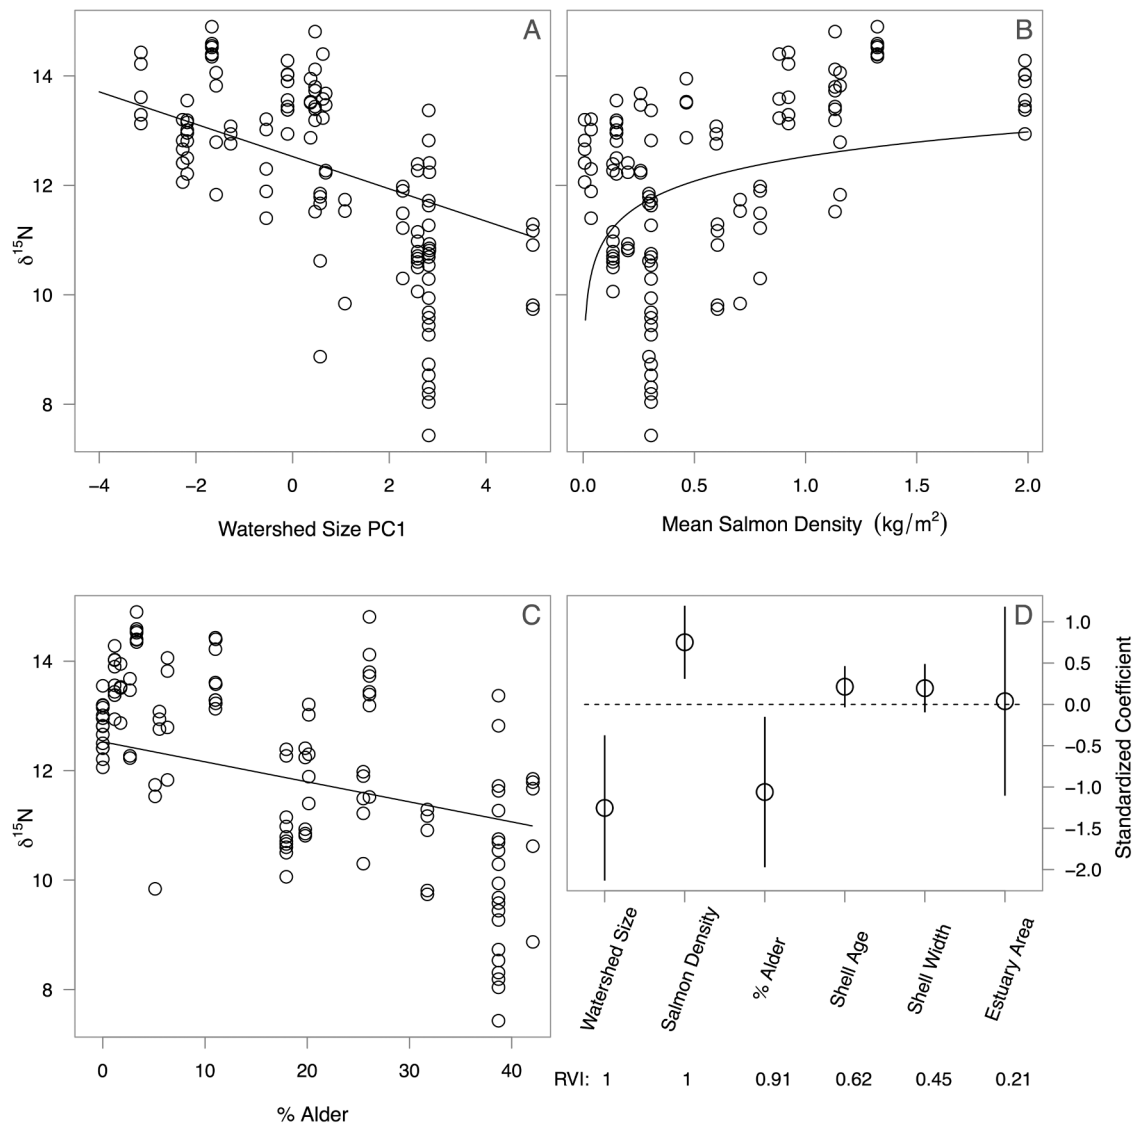 A
B
14
12
10
8
δ¹⁵N
−4 −2 0 2 4
0.0 0.5 1.0 1.5 2.0
Watershed Size PC1
Mean Salmon Density (kg/m²)
C
D
14
12
10
8
δ¹⁵N
1.0
0.5
0.0
−0.5
−1.0
−1.5
−2.0
Standardized Coefficient
0 10 20 30 40
% Alder
Watershed Size
Salmon Density
% Alder
Shell Age
Shell Width
Estuary Area
RVI: 1 1 0.91 0.62 0.45 0.21